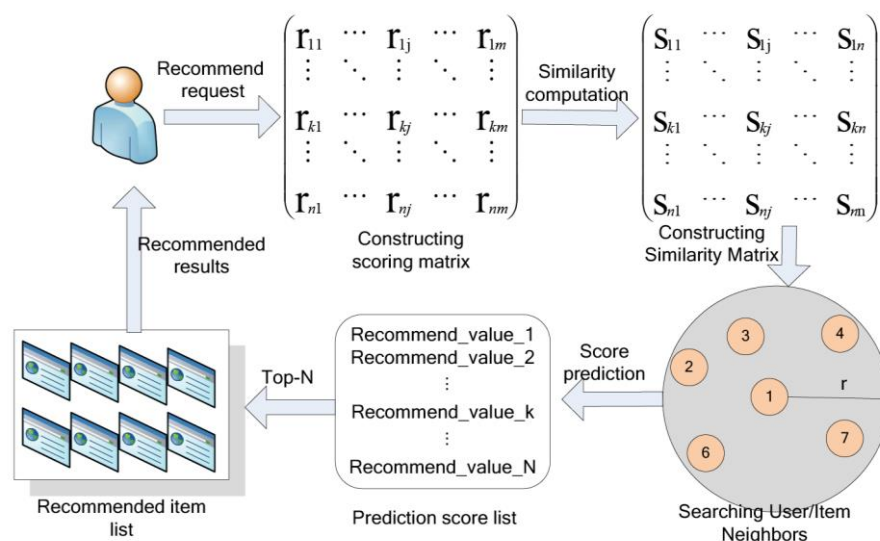 Recommend
request
r11 ⋯ r1j ⋯ r1m
⋮ ⋱ ⋮ ⋱ ⋮
rk1 ⋯ rkj ⋯ rkm
⋮ ⋱ ⋮ ⋱ ⋮
rn1 ⋯ rnj ⋯ rnm
Constructing
scoring matrix
Similarity
computation
s11 ⋯ s1j ⋯ s1n
⋮ ⋱ ⋮ ⋱ ⋮
sk1 ⋯ skj ⋯ skn
⋮ ⋱ ⋮ ⋱ ⋮
sn1 ⋯ snj ⋯ snn
Constructing
Similarity Matrix
3
4
2
1
r
6
7
Searching User/Item
Neighbors
Score
prediction
Recommend_value_1
Recommend_value_2
⋮
Recommend_value_k
⋮
Recommend_value_N
Prediction score list
Top-N
Recommended item
list
Recommended
results